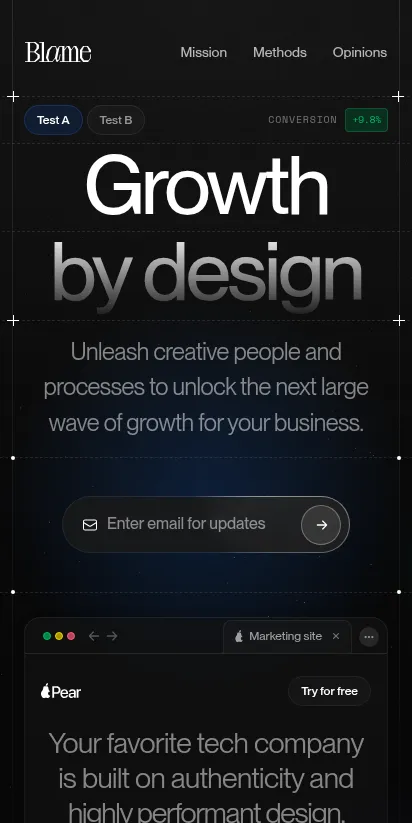 Blame
Mission Methods Opinions
Test A Test B CONVERSION +9.8%
Growth
by design
Unleash creative people and
processes to unlock the next large
wave of growth for your business.
Enter email for updates
Marketing site
Pear Try for free
Your favorite tech company
is built on authenticity and
highly performant design.